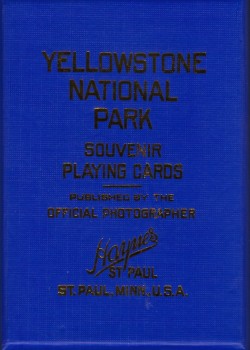 YELLOWSTONE
NATIONAL
PARK
SOUVENIR
PLAYING CARDS
PUBLISHED BY THE
OFFICIAL PHOTOGRAPHER
Haynes
ST PAUL
ST. PAUL, MINN., U.S.A.